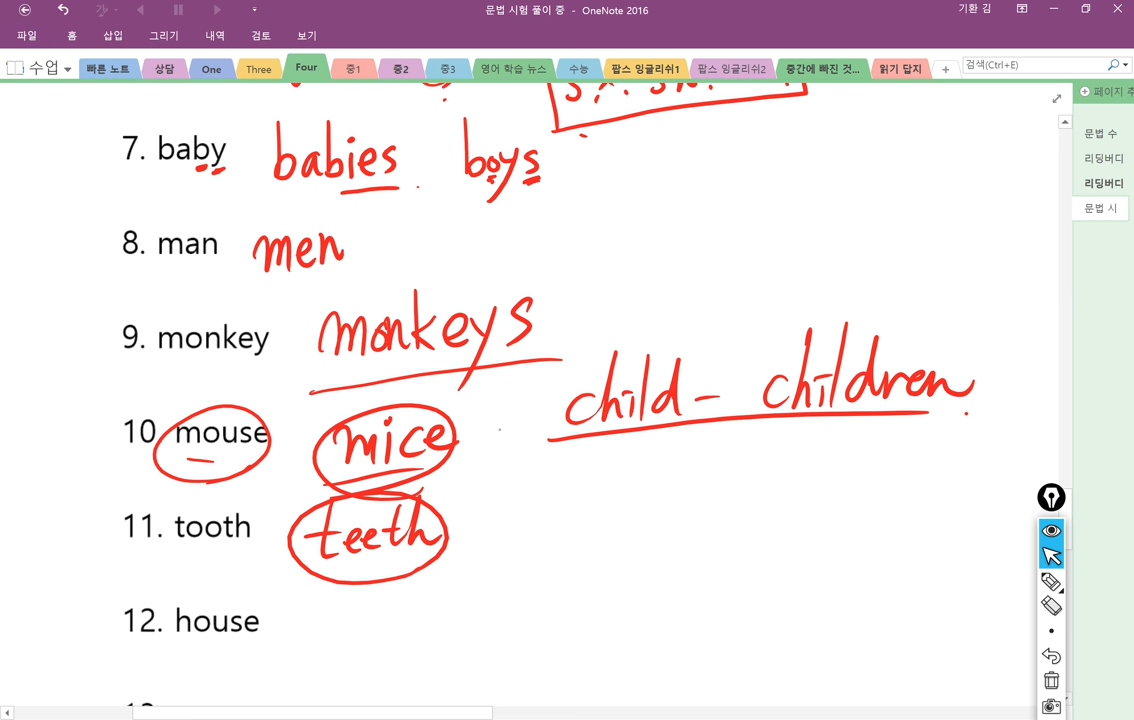 문법 시험 풀이 중 - OneNote 2016
기환 김
파일 홈 삽입 그리기 내역 검토 보기
수업 빠른 노트 상담 One Three Four 중1 중2 중3 영어 학습 뉴스 수능 팝스 잉글리쉬1 팝스 잉글리쉬2 중간에 빠진 것... 읽기 답지 + 검색(Ctrl+E)
페이지 추
문법 수
리딩버디
리딩버디
문법 시
7. baby babies boys
8. man men
9. monkey monkeys
child - children
10 mouse mice
11. tooth teeth
12. house